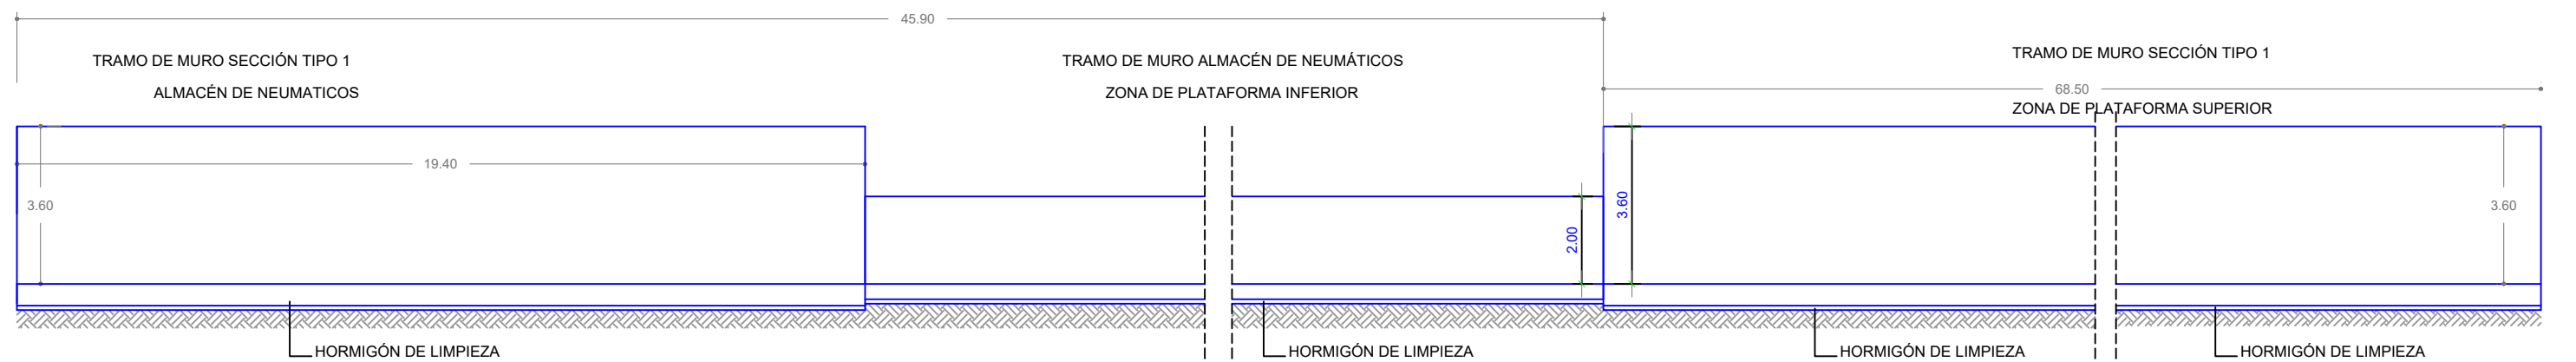 45.90
TRAMO DE MURO SECCIÓN TIPO 1
ALMACÉN DE NEUMATICOS
TRAMO DE MURO ALMACÉN DE NEUMÁTICOS
ZONA DE PLATAFORMA INFERIOR
TRAMO DE MURO SECCIÓN TIPO 1
68.50
ZONA DE PLATAFORMA SUPERIOR
19.40
3.60
2.00
3.60
3.60
HORMIGÓN DE LIMPIEZA
HORMIGÓN DE LIMPIEZA
HORMIGÓN DE LIMPIEZA
HORMIGÓN DE LIMPIEZA